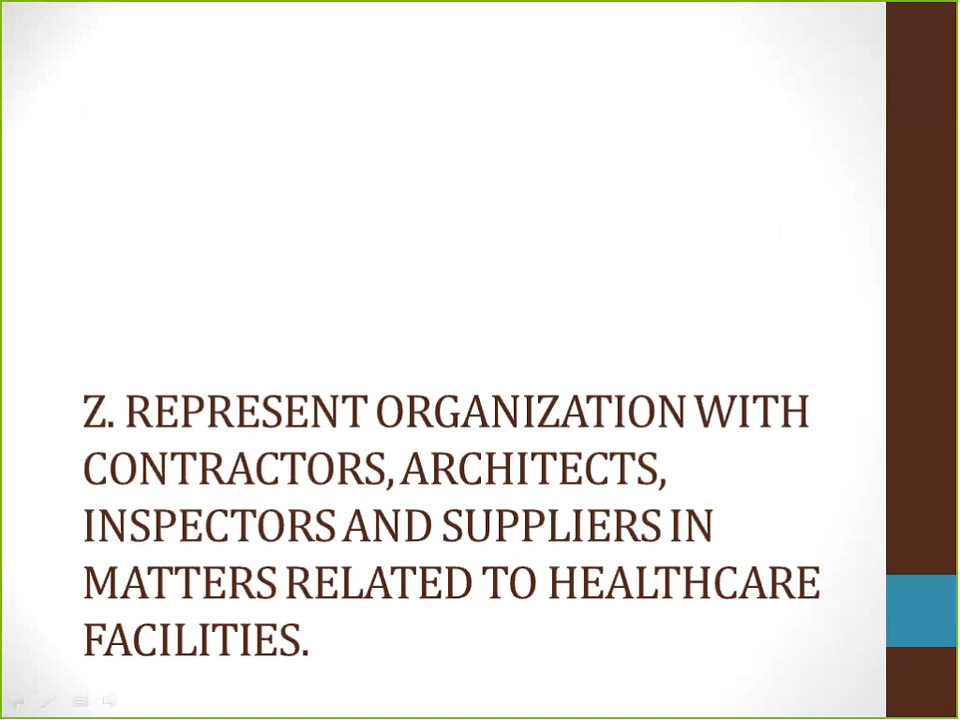 Z. REPRESENT ORGANIZATION WITH
CONTRACTORS, ARCHITECTS,
INSPECTORS AND SUPPLIERS IN
MATTERS RELATED TO HEALTHCARE
FACILITIES.